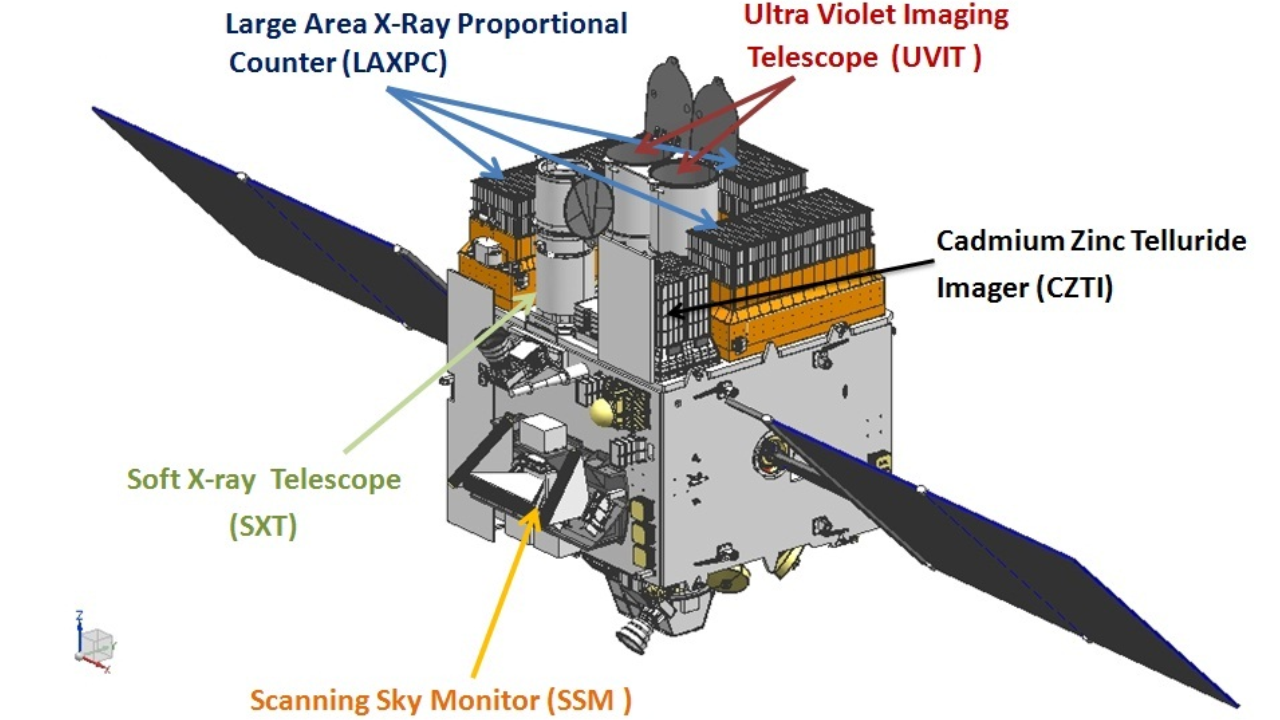 Large Area X-Ray Proportional
Counter (LAXPC)
Ultra Violet Imaging
Telescope (UVIT )
Cadmium Zinc Telluride
Imager (CZTI)
Soft X-ray Telescope
(SXT)
Scanning Sky Monitor (SSM )
Z
Y
X